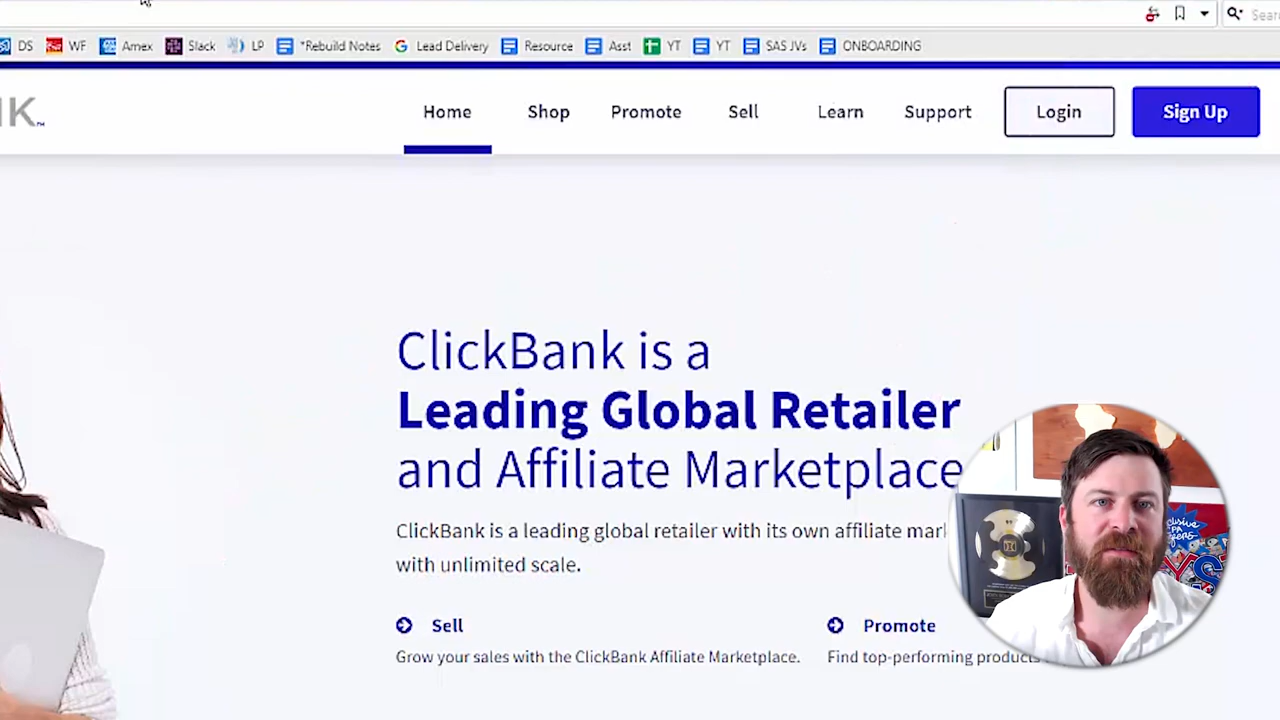 Sear
DS WF Amex Slack LP *Rebuild Notes Lead Delivery Resource Asst YT YT SAS JVs ONBOARDING
NK™
Home Shop Promote Sell Learn Support Login Sign Up
ClickBank is a
Leading Global Retailer
and Affiliate Marketplace
ClickBank is a leading global retailer with its own affiliate mark
with unlimited scale.
Sell Promote
Grow your sales with the ClickBank Affiliate Marketplace. Find top-performing products